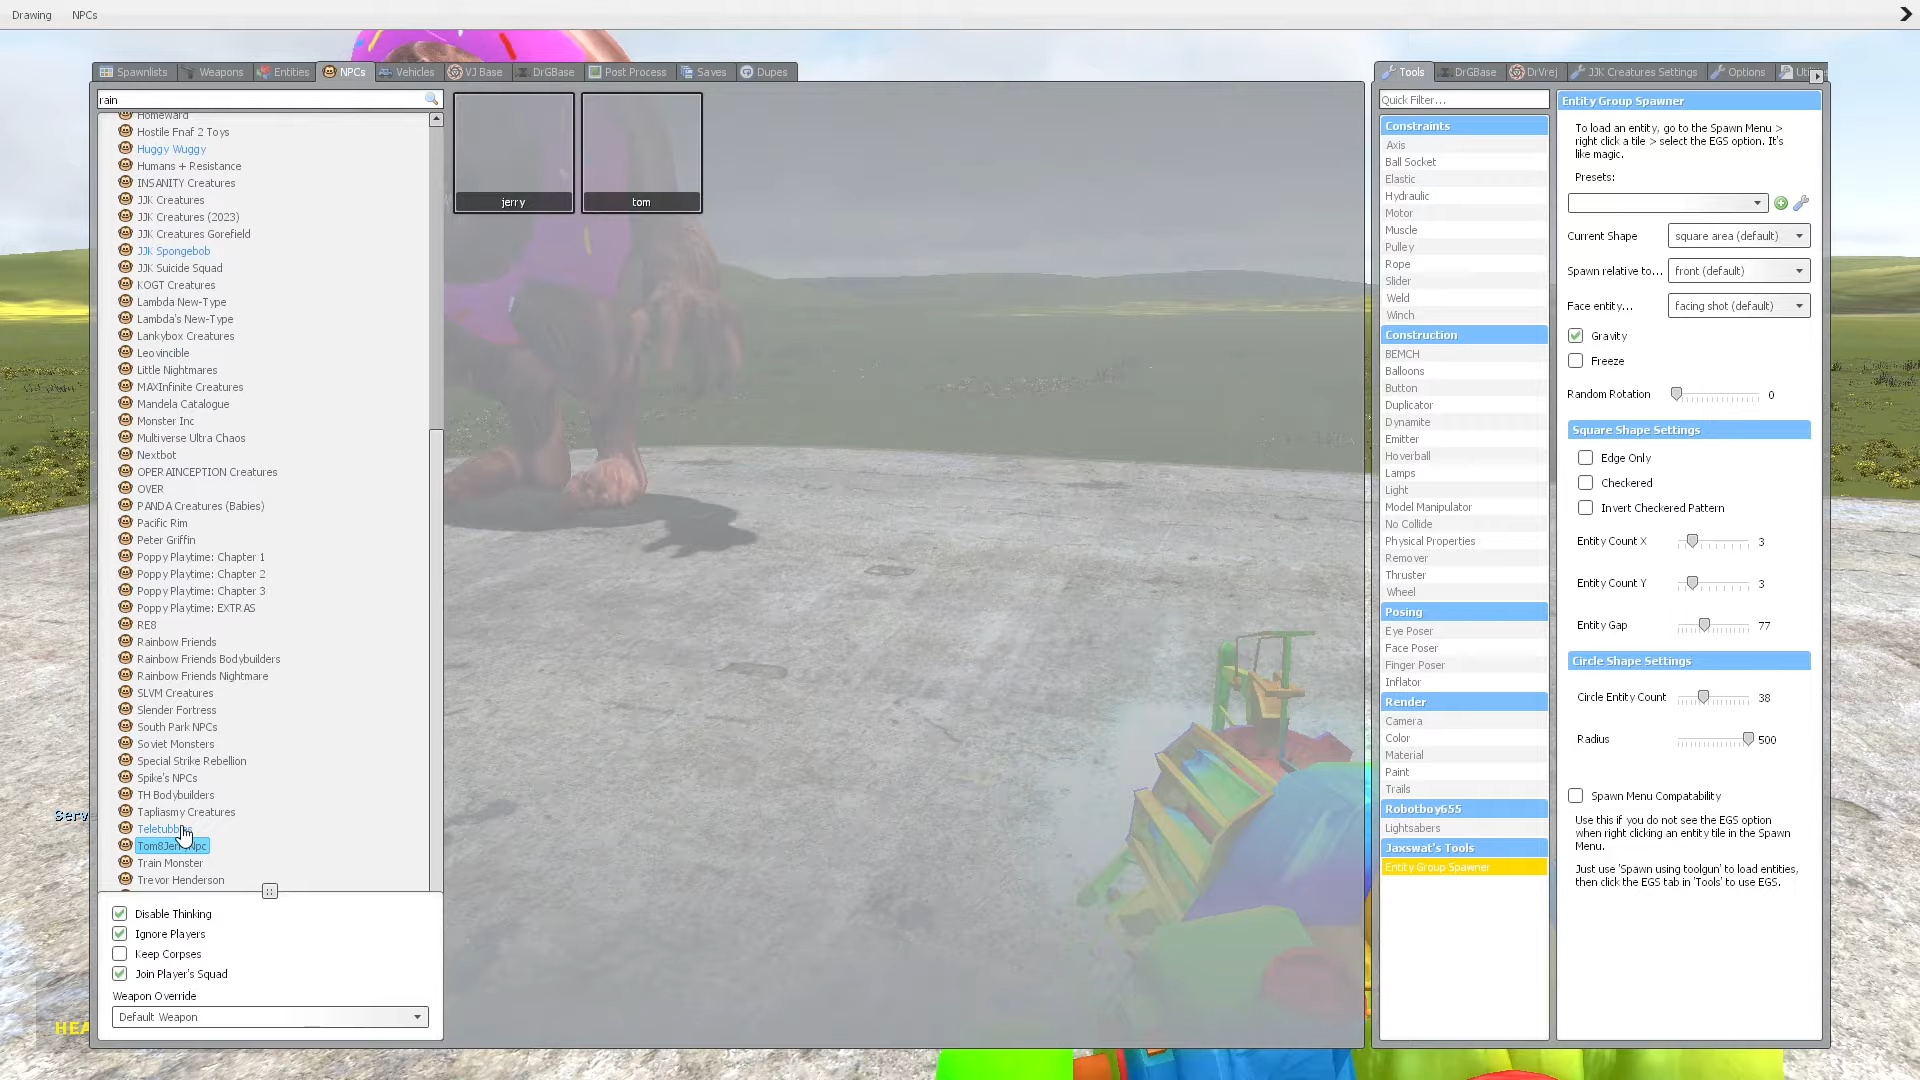 Drawing
NPCs
Spawnlists
Weapons
Entities
NPCs
Vehicles
VJ Base
DrGBase
Post Process
Saves
Dupes
rain
Homeward
Hostile Fnaf 2 Toys
Huggy Wuggy
Humans + Resistance
INSANITY Creatures
JJK Creatures
JJK Creatures (2023)
JJK Creatures Gorefield
JJK Spongebob
JJK Suicide Squad
KOGT Creatures
Lambda New-Type
Lambda's New-Type
Lankybox Creatures
Leovincible
Little Nightmares
MAXInfinite Creatures
Mandela Catalogue
Monster Inc
Multiverse Ultra Chaos
Nextbot
OPERAINCEPTION Creatures
OVER
PANDA Creatures (Babies)
Pacific Rim
Peter Griffin
Poppy Playtime: Chapter 1
Poppy Playtime: Chapter 2
Poppy Playtime: Chapter 3
Poppy Playtime: EXTRAS
RE8
Rainbow Friends
Rainbow Friends Bodybuilders
Rainbow Friends Nightmare
SLVM Creatures
Slender Fortress
South Park NPCs
Soviet Monsters
Special Strike Rebellion
Spike's NPCs
TH Bodybuilders
Tapliasmy Creatures
Train Monster
Trevor Henderson
Disable Thinking
Ignore Players
Keep Corpses
Join Player's Squad
Weapon Override
Default Weapon
jerry
tom
Tools
DrGBase
DrVrej
JJK Creatures Settings
Options
Quick Filter...
Constraints
Axis
Ball Socket
Elastic
Hydraulic
Motor
Muscle
Pulley
Rope
Slider
Weld
Winch
Construction
BEMCH
Balloons
Button
Duplicator
Dynamite
Emitter
Hoverball
Lamps
Light
Model Manipulator
No Collide
Physical Properties
Remover
Thruster
Wheel
Posing
Eye Poser
Face Poser
Finger Poser
Inflator
Render
Camera
Color
Material
Paint
Trails
Robotboy655
Lightsabers
Jaxswat's Tools
Entity Group Spawner
Entity Group Spawner
To load an entity, go to the Spawn Menu >
right click a tile > select the EGS option. It's
like magic.
Presets:
Current Shape
square area (default)
Spawn relative to...
front (default)
Face entity...
facing shot (default)
Gravity
Freeze
Random Rotation
0
Square Shape Settings
Edge Only
Checkered
Invert Checkered Pattern
Entity Count X
3
Entity Count Y
3
Entity Gap
77
Circle Shape Settings
Circle Entity Count
38
Radius
500
Spawn Menu Compatability
Use this if you do not see the EGS option
when right clicking an entity tile in the Spawn
Menu.
Just use 'Spawn using toolgun' to load entities,
then click the EGS tab in 'Tools' to use EGS.